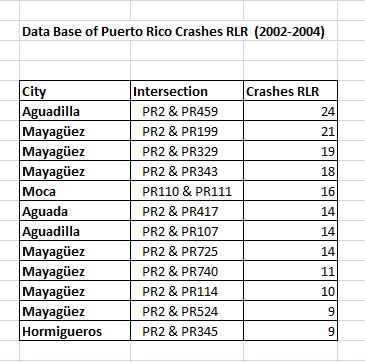 Data Base of Puerto Rico Crashes RLR (2002-2004)
City Intersection Crashes RLR
Aguadilla PR2 & PR459 24
Mayagüez PR2 & PR199 21
Mayagüez PR2 & PR329 19
Mayagüez PR2 & PR343 18
Moca PR110 & PR111 16
Aguada PR2 & PR417 14
Aguadilla PR2 & PR107 14
Mayagüez PR2 & PR725 14
Mayagüez PR2 & PR740 11
Mayagüez PR2 & PR114 10
Mayagüez PR2 & PR524 9
Hormigueros PR2 & PR345 9